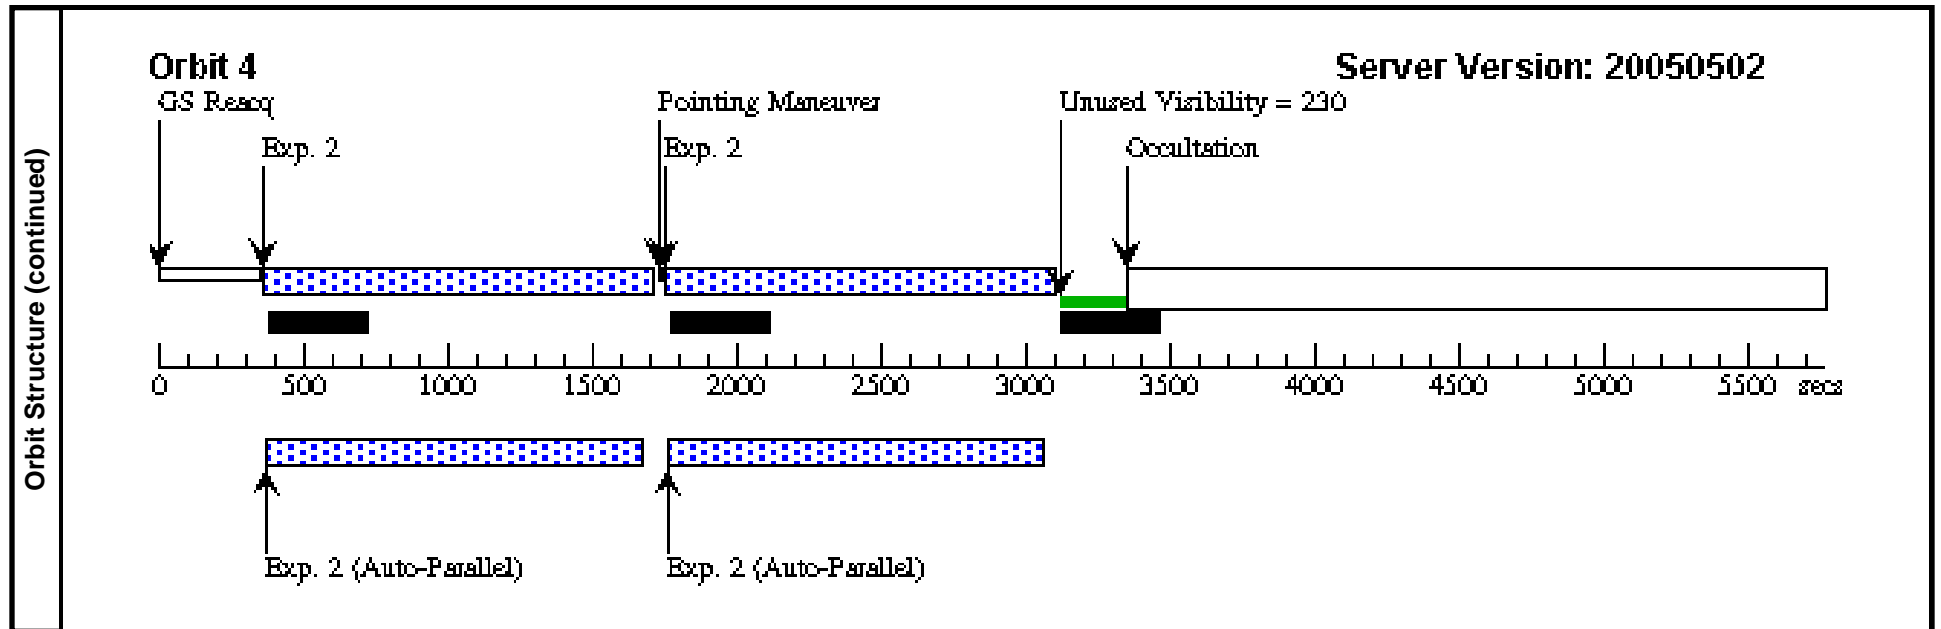 Orbit Structure (continued)
Orbit 4
Server Version: 20050502
GS Reacq
Pointing Maneuver
Unused Visibility = 230
Exp. 2
Exp. 2
Occultation
0 500 1000 1500 2000 2500 3000 3500 4000 4500 5000 5500 secs
Exp. 2 (Auto-Parallel)
Exp. 2 (Auto-Parallel)